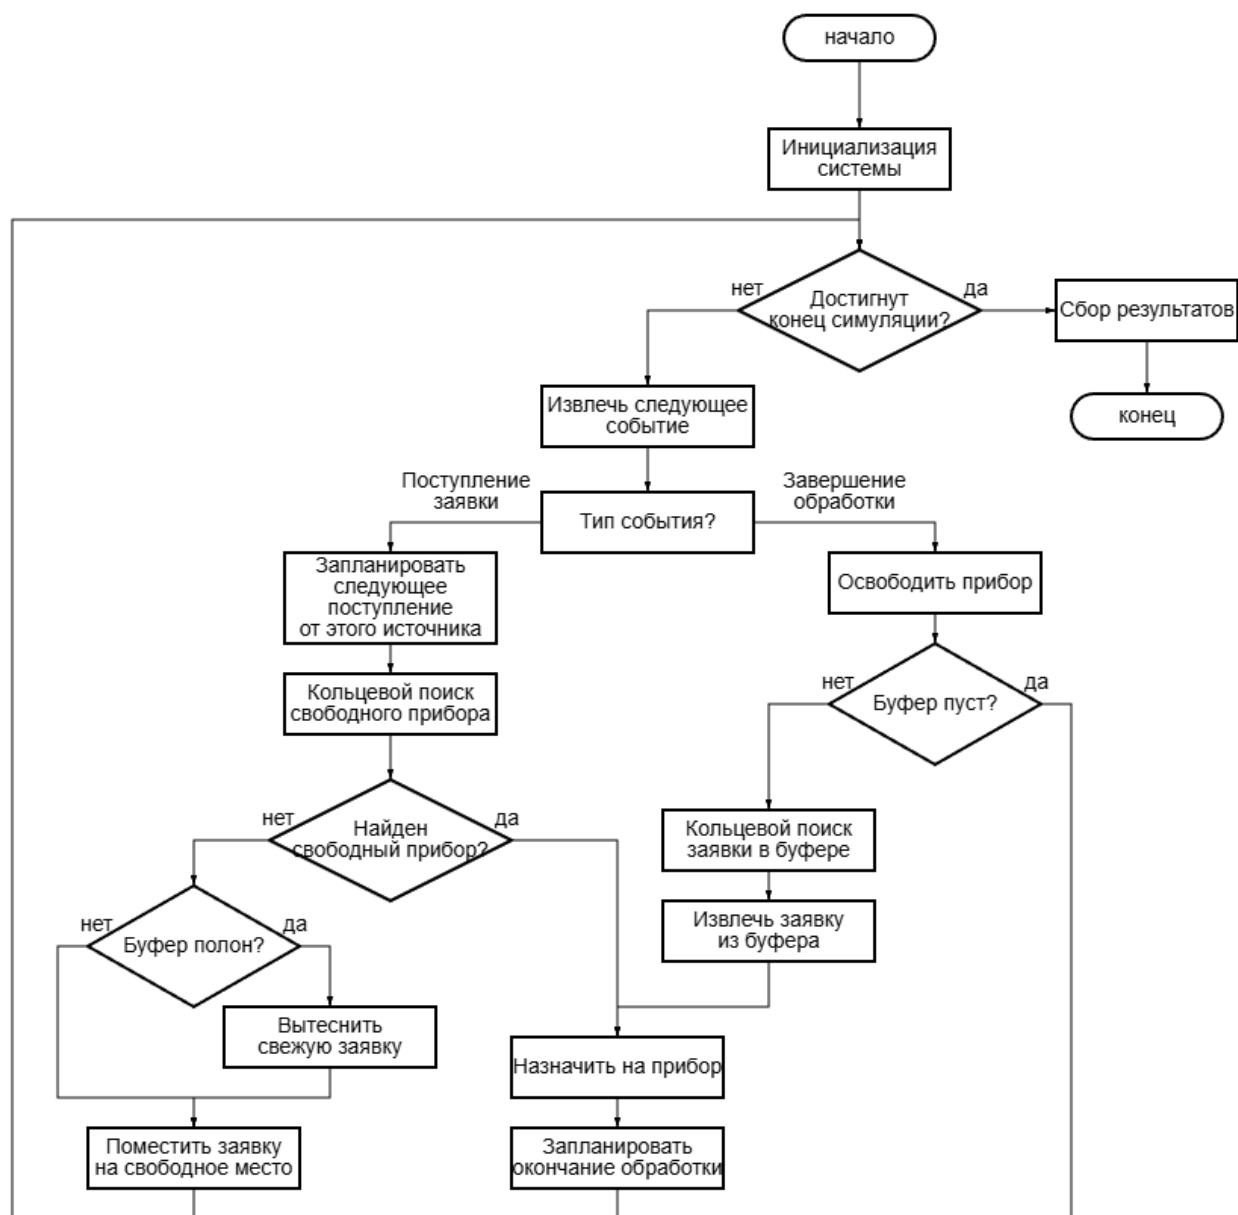 начало
Инициализация
системы
нет
да
Достигнут
конец симуляции?
Сбор результатов
конец
Извлечь следующее
событие
Поступление
заявки
Завершение
обработки
Тип события?
Запланировать
следующее
поступление
от этого источника
Освободить прибор
Кольцевой поиск
свободного прибора
нет
да
Буфер пуст?
нет
да
Найден
свободный прибор?
Кольцевой поиск
заявки в буфере
Извлечь заявку
из буфера
нет
да
Буфер полон?
Вытеснить
свежую заявку
Назначить на прибор
Поместить заявку
на свободное место
Запланировать
окончание обработки